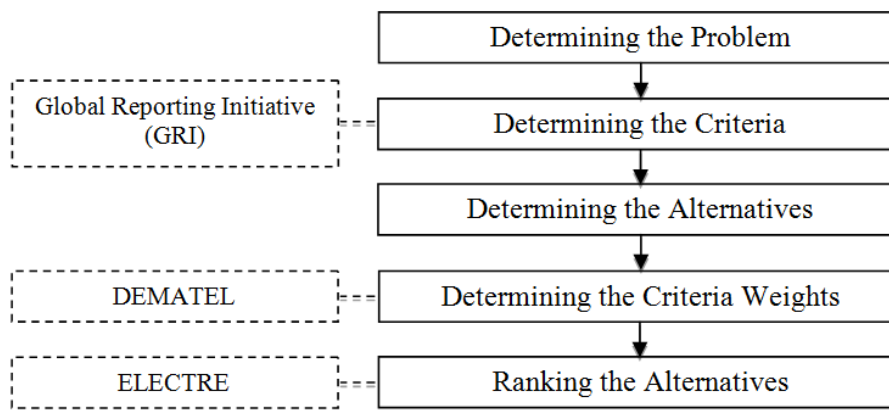 Determining the Problem
Global Reporting Initiative
(GRI)
Determining the Criteria
Determining the Alternatives
DEMATEL
Determining the Criteria Weights
ELECTRE
Ranking the Alternatives